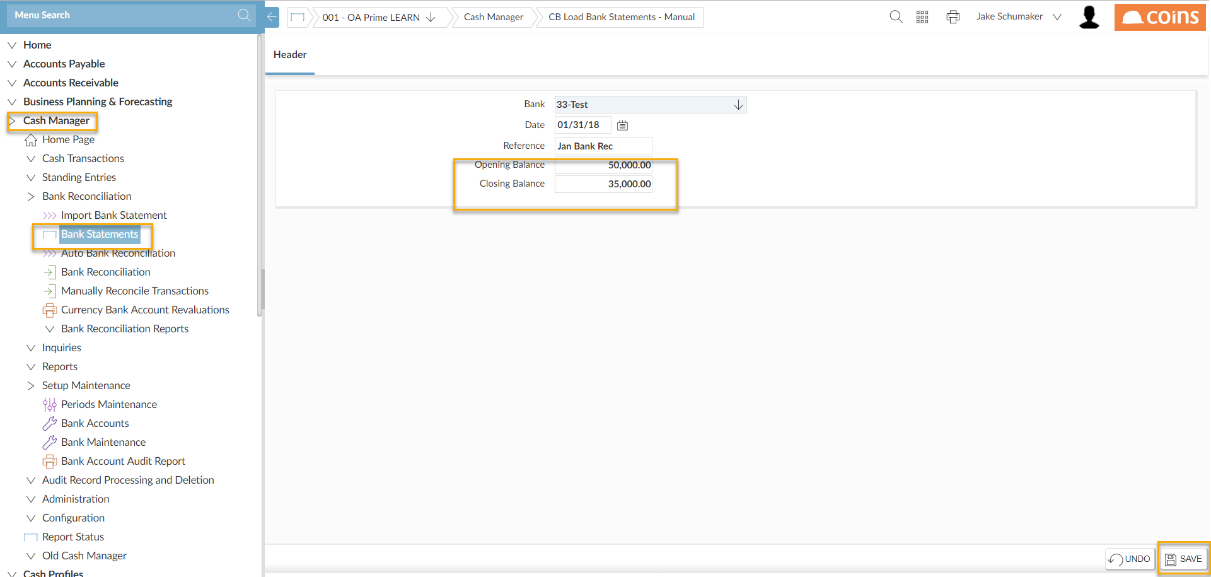 Menu Search
001 - OA Prime LEARN
Cash Manager
CB Load Bank Statements - Manual
Jake Schumaker
coins
Home
Accounts Payable
Accounts Receivable
Business Planning & Forecasting
Cash Manager
Home Page
Cash Transactions
Standing Entries
Bank Reconciliation
Import Bank Statement
Bank Statements
Auto Bank Reconciliation
Bank Reconciliation
Manually Reconcile Transactions
Currency Bank Account Revaluations
Bank Reconciliation Reports
Inquiries
Reports
Setup Maintenance
Periods Maintenance
Bank Accounts
Bank Maintenance
Bank Account Audit Report
Audit Record Processing and Deletion
Administration
Configuration
Report Status
Old Cash Manager
Cash Profiles
Header
Bank 33-Test
Date 01/31/18
Reference Jan Bank Rec
Opening Balance 50,000.00
Closing Balance 35,000.00
UNDO
SAVE